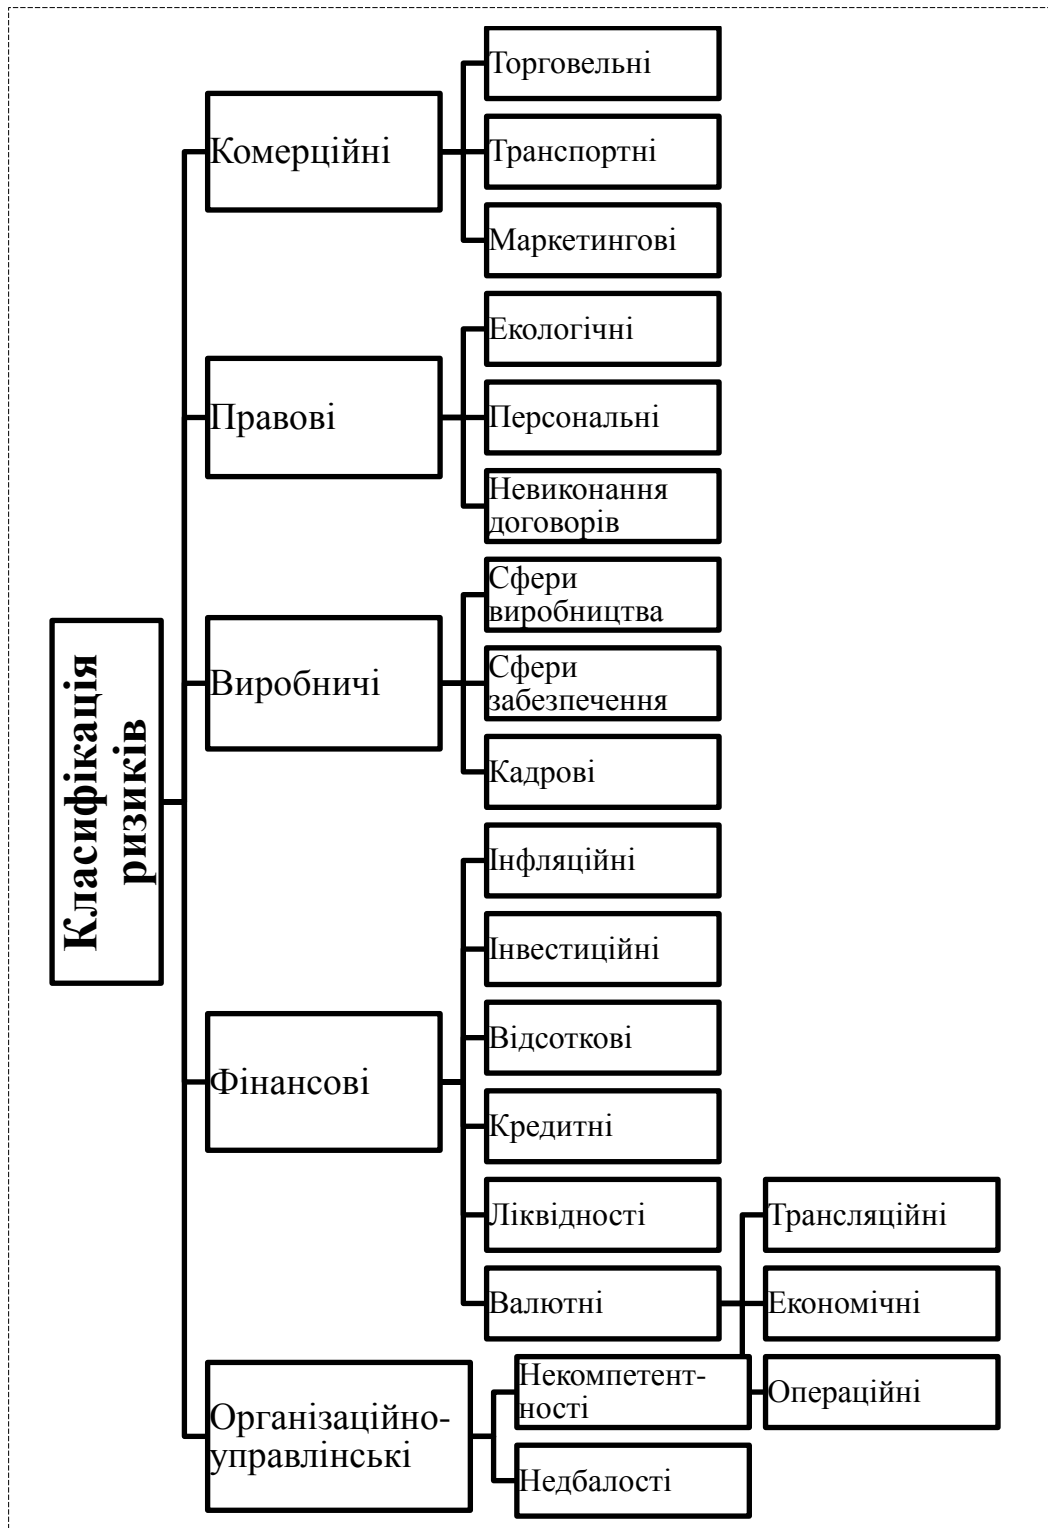 Класифікація
ризиків
Комерційні
Торговельні
Транспортні
Маркетингові
Правові
Екологічні
Персональні
Невиконання
договорів
Виробничі
Сфери
виробництва
Сфери
забезпечення
Кадрові
Фінансові
Інфляційні
Інвестиційні
Відсоткові
Кредитні
Ліквідності
Валютні
Трансляційні
Економічні
Операційні
Організаційно-
управлінські
Некомпетент-
ності
Недбалості